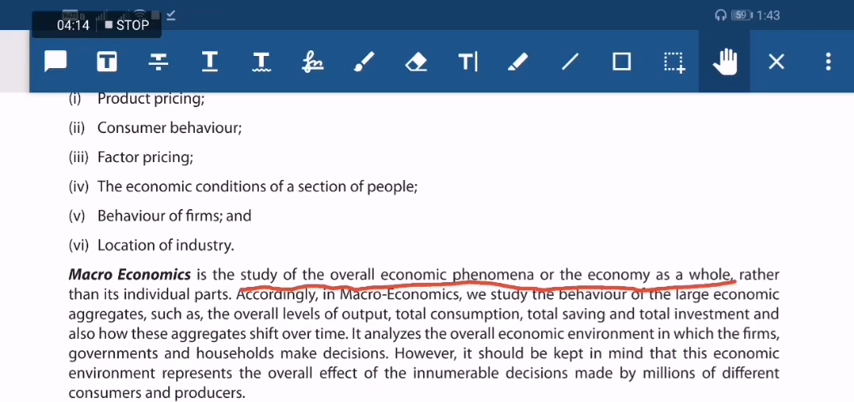 04:14 STOP
59 1:43
T T T T T
(i) Product pricing;
(ii) Consumer behaviour;
(iii) Factor pricing;
(iv) The economic conditions of a section of people;
(v) Behaviour of firms; and
(vi) Location of industry.
Macro Economics is the study of the overall economic phenomena or the economy as a whole, rather
than its individual parts. Accordingly, in Macro-Economics, we study the behaviour of the large economic
aggregates, such as, the overall levels of output, total consumption, total saving and total investment and
also how these aggregates shift over time. It analyzes the overall economic environment in which the firms,
governments and households make decisions. However, it should be kept in mind that this economic
environment represents the overall effect of the innumerable decisions made by millions of different
consumers and producers.